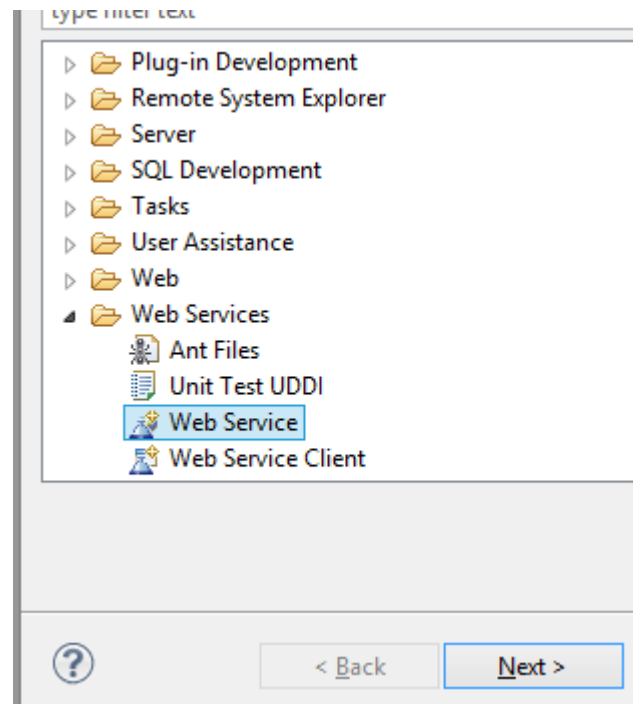 type filter text
Plug-in Development
Remote System Explorer
Server
SQL Development
Tasks
User Assistance
Web
Web Services
Ant Files
Unit Test UDDI
Web Service
Web Service Client
?
< Back
Next >